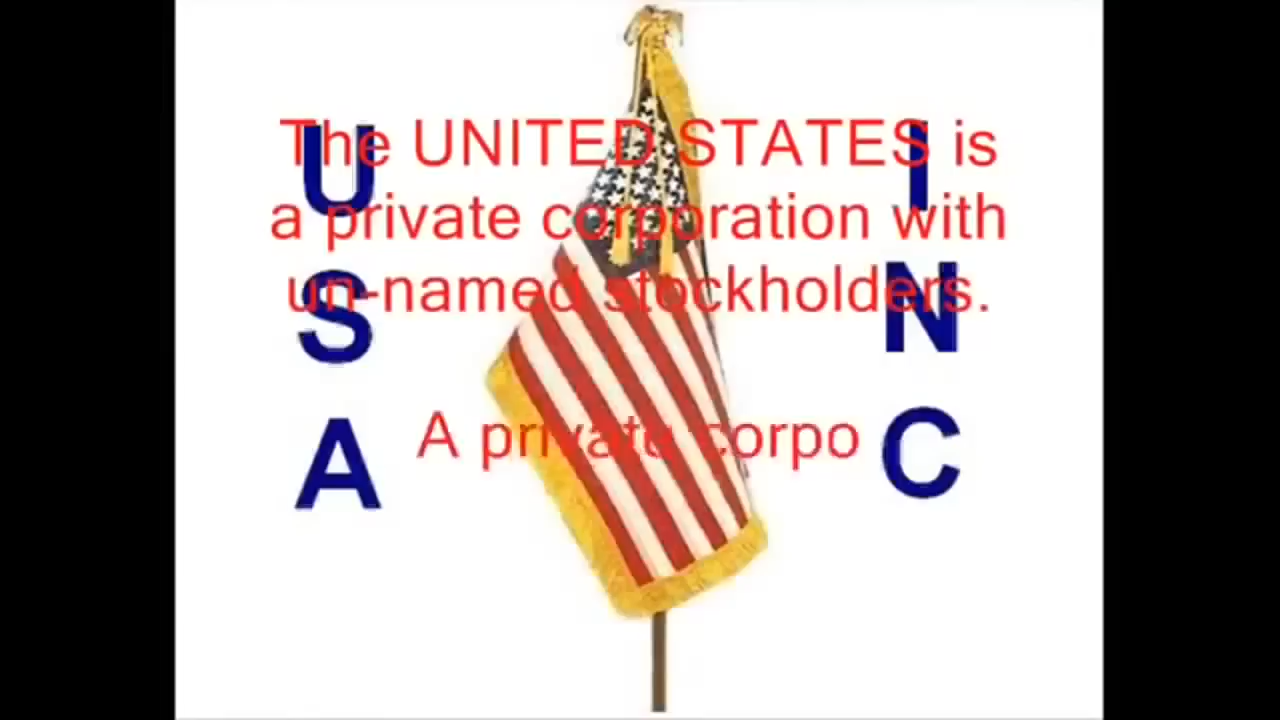 The UNITED STATES is
a private corporation with
un-named stockholders.
A private corpo
U
S
A
I
N
C